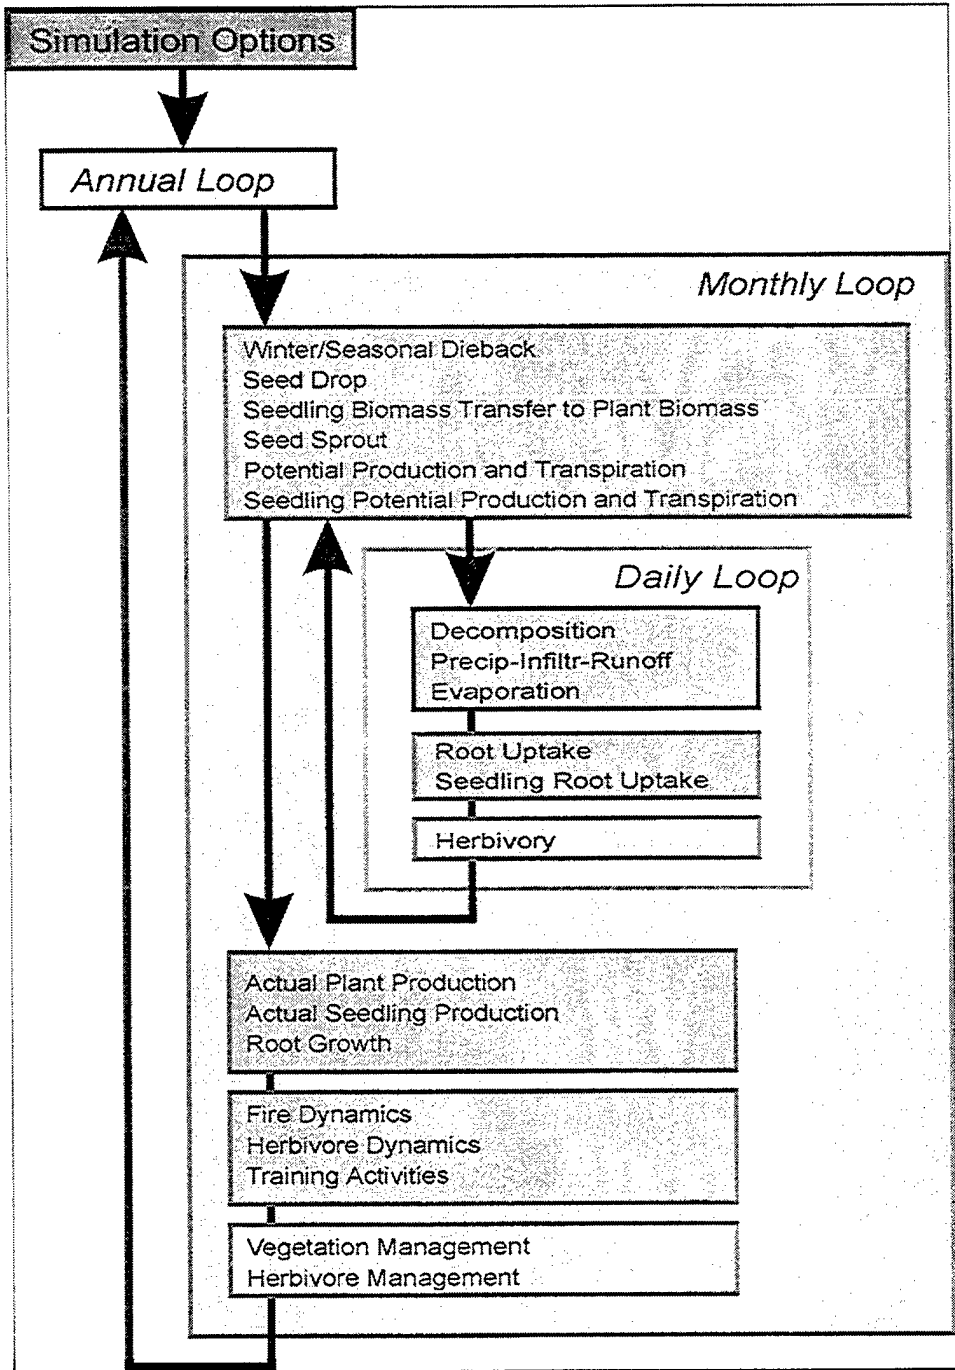 Simulation Options
Annual Loop
Monthly Loop
Winter/Seasonal Dieback
Seed Drop
Seedling Biomass Transfer to Plant Biomass
Seed Sprout
Potential Production and Transpiration
Seedling Potential Production and Transpiration
Daily Loop
Decomposition
Precip-Infiltr-Runoff
Evaporation
Root Uptake
Seedling Root Uptake
Herbivory
Actual Plant Production
Actual Seedling Production
Root Growth
Fire Dynamics
Herbivore Dynamics
Training Activities
Vegetation Management
Herbivore Management